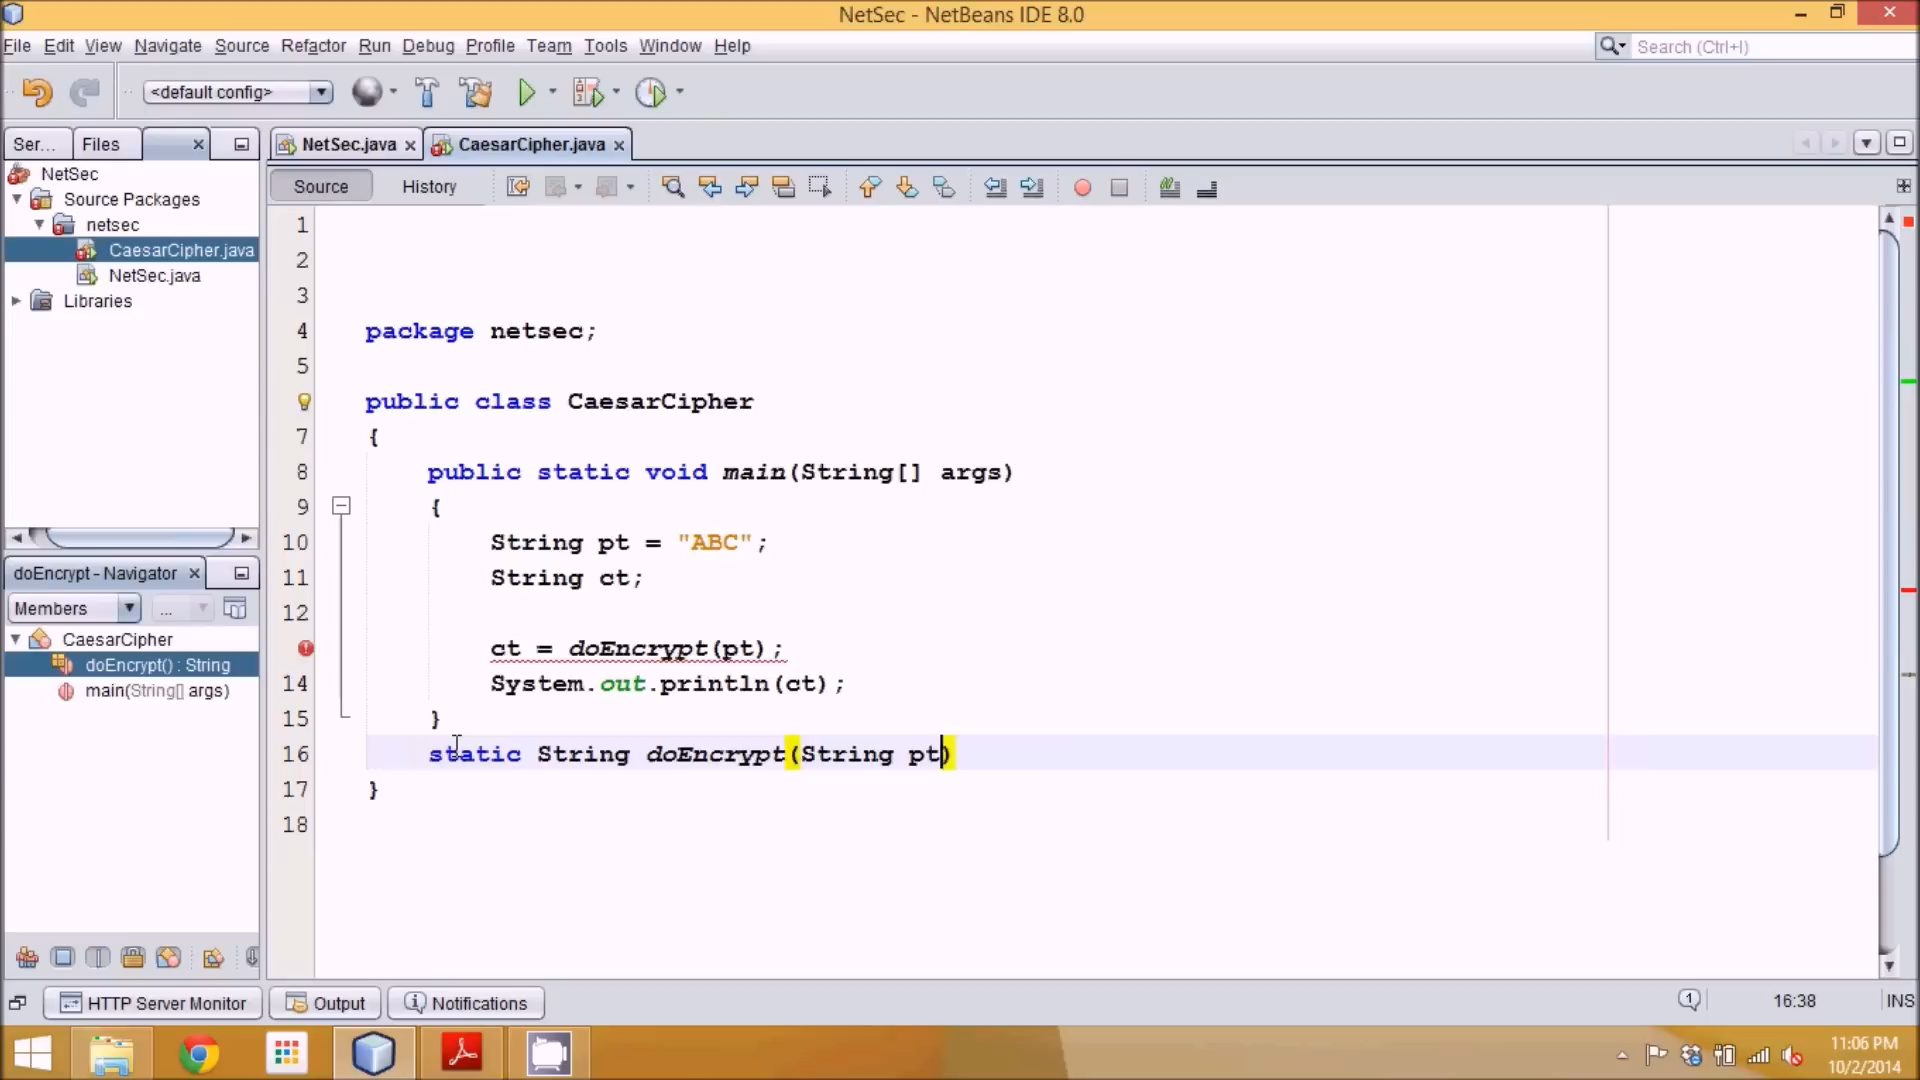 NetSec - NetBeans IDE 8.0
File Edit View Navigate Source Refactor Run Debug Profile Team Tools Window Help
Search (Ctrl+I)
<default config>
Ser... Files
NetSec.java CaesarCipher.java
NetSec
Source Packages
netsec
CaesarCipher.java
NetSec.java
Libraries
Source History
1
2
3
4 package netsec;
5
public class CaesarCipher
7 {
8 public static void main(String[] args)
9 {
10 String pt = "ABC";
11 String ct;
12
ct = doEncrypt(pt);
14 System.out.println(ct);
15 }
16 static String doEncrypt(String pt)
17 }
18
doEncrypt - Navigator
Members ...
CaesarCipher
doEncrypt() : String
main(String[] args)
HTTP Server Monitor Output Notifications
1 16:38 INS
11:06 PM
10/2/2014